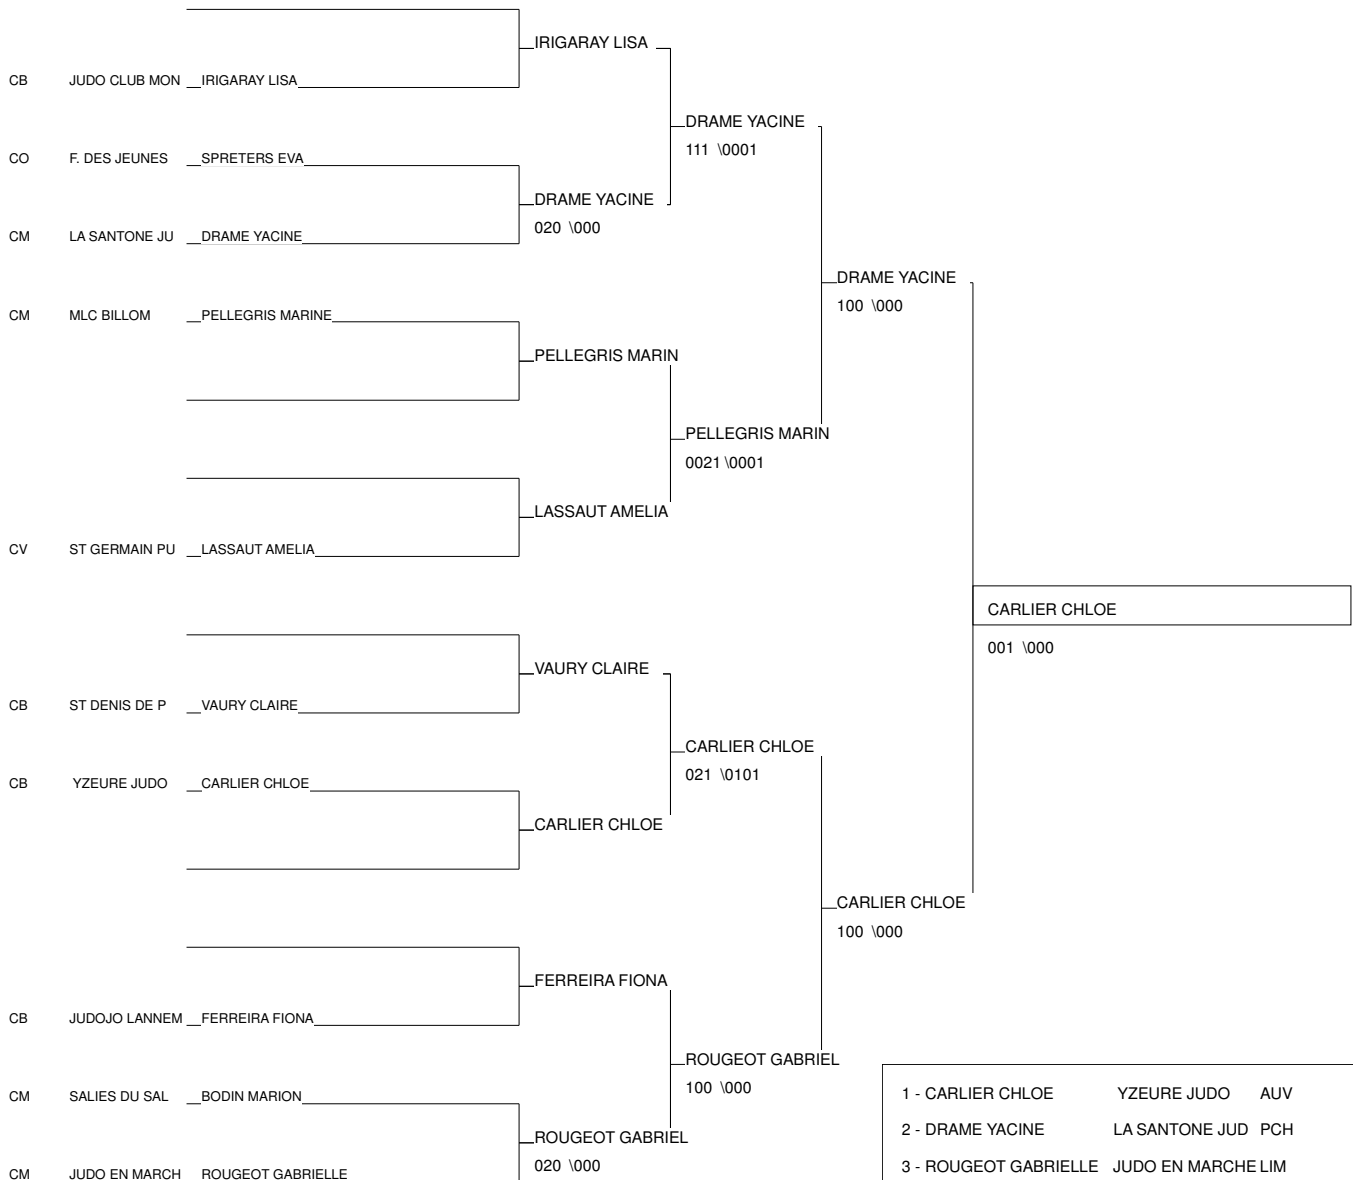 IRIGARAY LISA
CB JUDO CLUB MON IRIGARAY LISA
DRAME YACINE
111 \0001
CO F. DES JEUNES SPRETERS EVA
DRAME YACINE
020 \000
CM LA SANTONE JU DRAME YACINE
DRAME YACINE
100 \000
CM MLC BILLOM PELLEGRIS MARINE
PELLEGRIS MARIN
PELLEGRIS MARIN
0021 \0001
LASSAUT AMELIA
CV ST GERMAIN PU LASSAUT AMELIA
CARLIER CHLOE
001 \000
VAURY CLAIRE
CB ST DENIS DE P VAURY CLAIRE
CARLIER CHLOE
021 \0101
CB YZEURE JUDO CARLIER CHLOE
CARLIER CHLOE
CARLIER CHLOE
100 \000
FERREIRA FIONA
CB JUDOJO LANNEM FERREIRA FIONA
ROUGEOT GABRIEL
100 \000
CM SALIES DU SAL BODIN MARION
ROUGEOT GABRIEL
020 \000
CM JUDO EN MARCH ROUGEOT GABRIELLE
1 - CARLIER CHLOE YZEURE JUDO AUV
2 - DRAME YACINE LA SANTONE JUD PCH
3 - ROUGEOT GABRIELLE JUDO EN MARCHE LIM